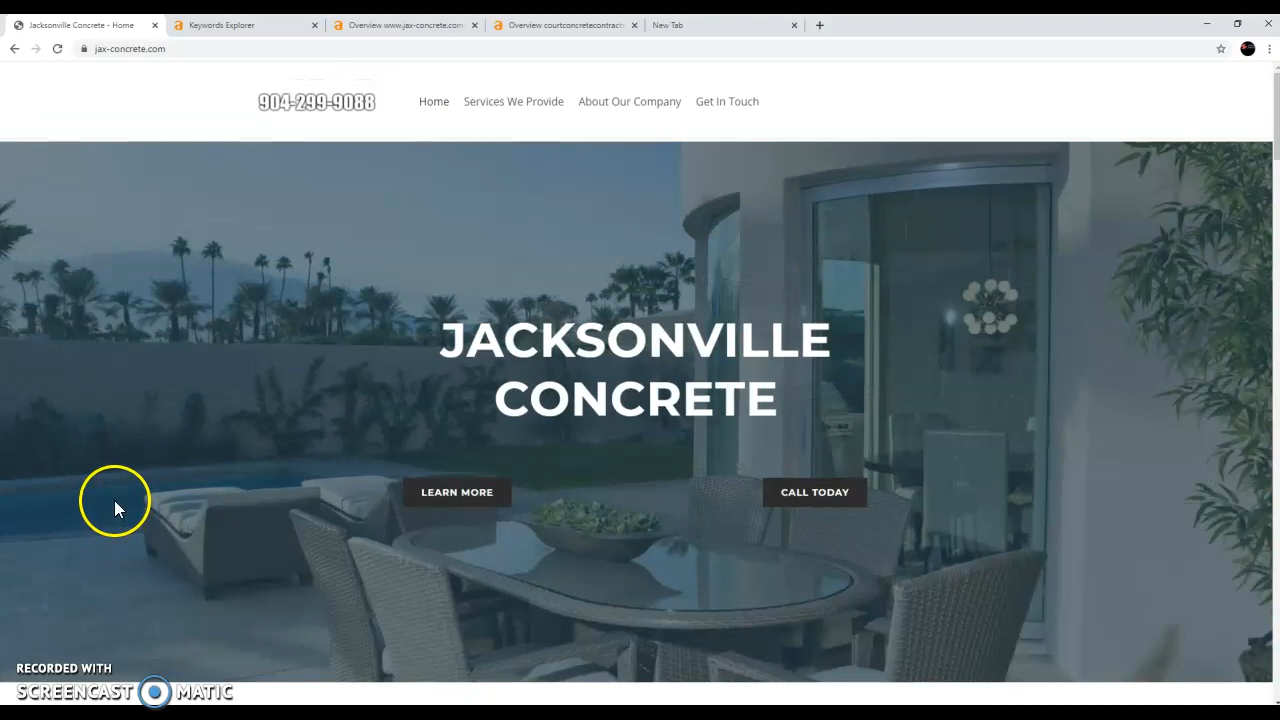 Jacksonville Concrete - Home
Keywords Explorer
Overview www.jax-concrete.com
Overview courtconcretecontract
New Tab
jax-concrete.com
904-299-9088
Home
Services We Provide
About Our Company
Get In Touch
JACKSONVILLE
CONCRETE
LEARN MORE
CALL TODAY
RECORDED WITH
SCREENCAST MATIC